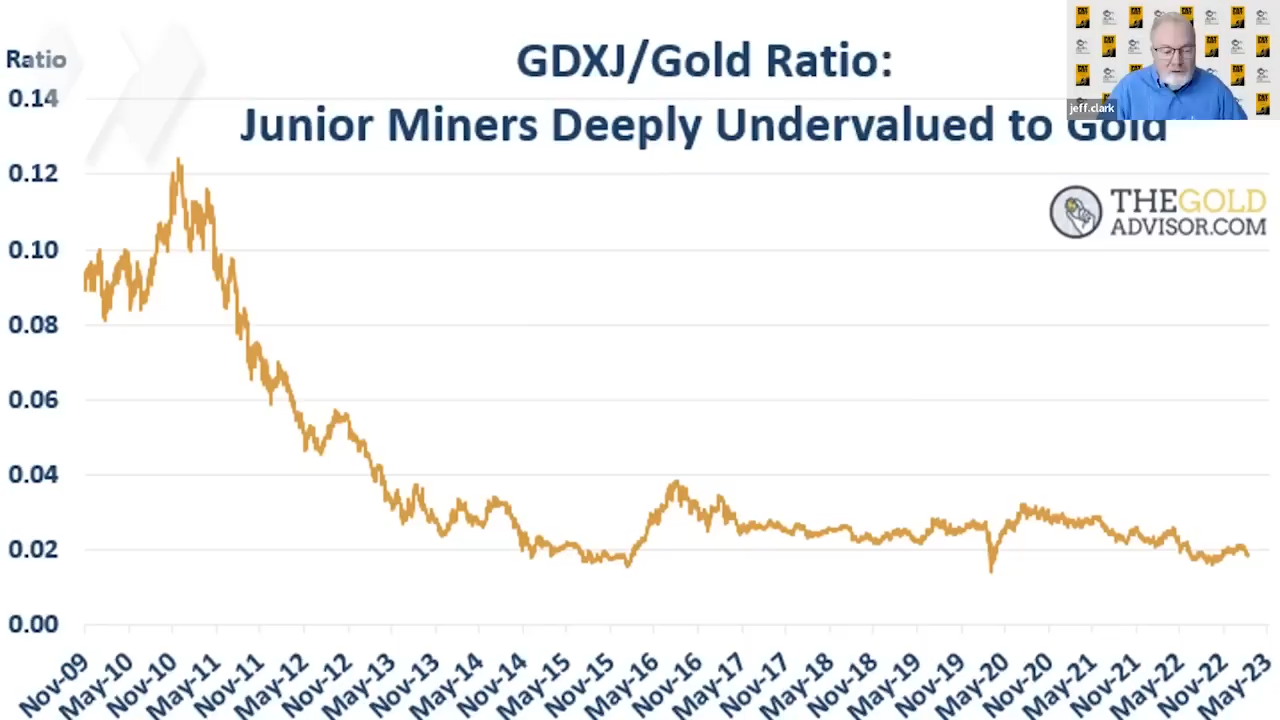 Ratio
GDXJ/Gold Ratio:
Junior Miners Deeply Undervalued to Gold
jeff.clark
THEGOLD
ADVISOR.COM
0.14
0.12
0.10
0.08
0.06
0.04
0.02
0.00
Nov-09
May-10
Nov-10
May-11
Nov-11
May-12
Nov-12
May-13
Nov-13
May-14
Nov-14
May-15
Nov-15
May-16
Nov-16
May-17
Nov-17
May-18
Nov-18
May-19
Nov-19
May-20
Nov-20
May-21
Nov-21
May-22
Nov-22
May-23